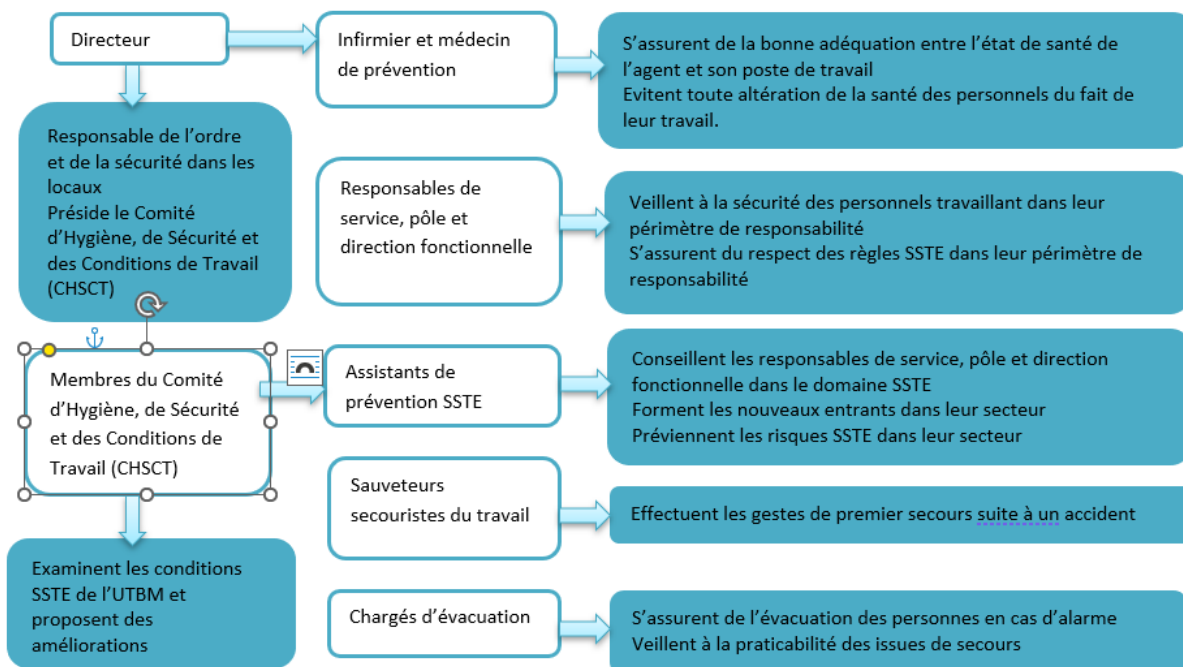 Directeur
Infirmier et médecin
de prévention
S’assurent de la bonne adéquation entre l’état de santé de
l’agent et son poste de travail
Evitent toute altération de la santé des personnels du fait de
leur travail.
Responsable de l’ordre
et de la sécurité dans les
locaux
Préside le Comité
d’Hygiène, de Sécurité et
des Conditions de Travail
(CHSCT)
Responsables de
service, pôle et
direction fonctionnelle
Veillent à la sécurité des personnels travaillant dans leur
périmètre de responsabilité
S’assurent du respect des règles SSTE dans leur périmètre de
responsabilité
Membres du Comité
d’Hygiène, de Sécurité
et des Conditions de
Travail (CHSCT)
Assistants de
prévention SSTE
Conseillent les responsables de service, pôle et direction
fonctionnelle dans le domaine SSTE
Forment les nouveaux entrants dans leur secteur
Préviennent les risques SSTE dans leur secteur
Sauveteurs
secouristes du travail
Effectuent les gestes de premier secours suite à un accident
Examinent les conditions
SSTE de l’UTBM et
proposent des
améliorations
Chargés d’évacuation
S’assurent de l’évacuation des personnes en cas d’alarme
Veillent à la praticabilité des issues de secours